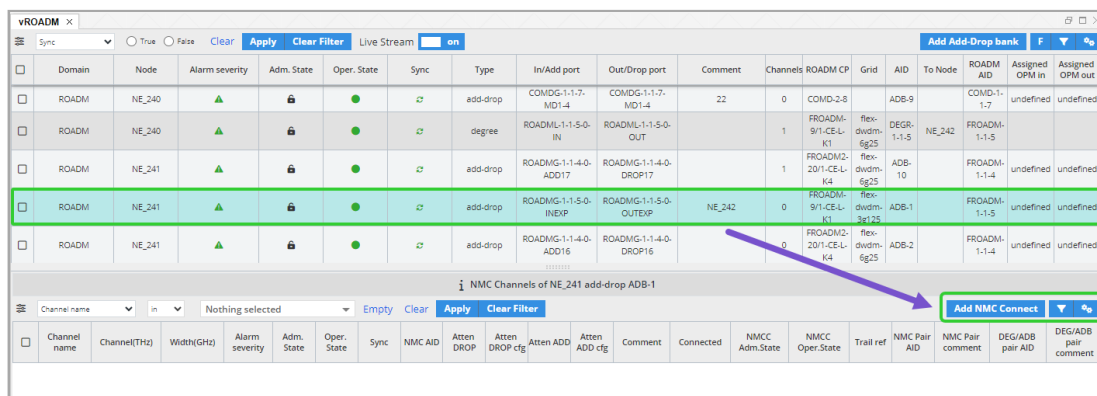 vROADM ×
Sync True False Clear Apply Clear Filter Live Stream on Add Add-Drop bank F
Domain Node Alarm severity Adm. State Oper. State Sync Type In/Add port Out/Drop port Comment Channels ROADM CP Grid AID To Node ROADM AID Assigned OPM in Assigned OPM out
ROADM NE_240 add-drop COMDG-1-1-7-MD1-4 COMDG-1-1-7-MD1-4 22 0 COMD-2-8 ADB-9 COMD-1-1-7 undefined undefined
ROADM NE_240 degree ROADML-1-1-5-0-IN ROADML-1-1-5-0-OUT 1 FROADM-9/1-CE-L-K1 flex-dwdm-6g25 DEGR-1-1-5 NE_242 FROADM-1-1-5
ROADM NE_241 add-drop ROADMG-1-1-4-0-ADD17 ROADMG-1-1-4-0-DROP17 1 FROADM2-20/1-CE-L-K4 flex-dwdm-6g25 ADB-10 FROADM-1-1-4 undefined undefined
ROADM NE_241 add-drop ROADMG-1-1-5-0-INEXP ROADMG-1-1-5-0-OUTEXP NE_242 0 FROADM-9/1-CE-L-K1 flex-dwdm-3g125 ADB-1 FROADM-1-1-5 undefined undefined
ROADM NE_241 add-drop ROADMG-1-1-4-0-ADD16 ROADMG-1-1-4-0-DROP16 0 FROADM2-20/1-CE-L-K4 flex-dwdm-6g25 ADB-2 FROADM-1-1-4 undefined undefined
i NMC Channels of NE_241 add-drop ADB-1
Channel name in Nothing selected Empty Clear Apply Clear Filter Add NMC Connect
Channel name Channel(THz) Width(GHz) Alarm severity Adm. State Oper. State Sync NMC AID Atten DROP Atten DROP cfg Atten ADD Atten ADD cfg Comment Connected NMCC Adm.State NMCC Oper.State Trail ref NMC Pair AID NMC Pair comment DEG/ADB pair AID DEG/ADB pair comment